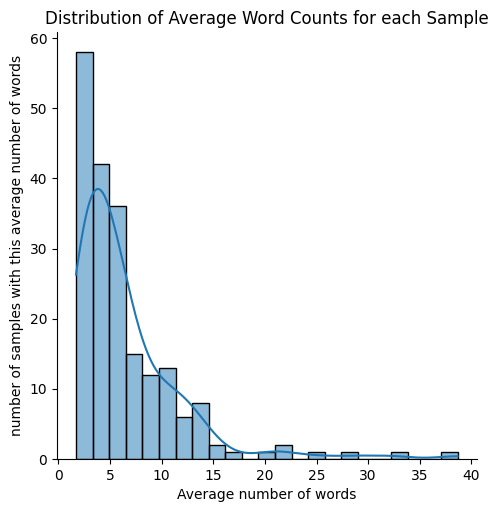 Distribution of Average Word Counts for each Sample
number of samples with this average number of words
60
50
40
30
20
10
0
0 5 10 15 20 25 30 35 40
Average number of words